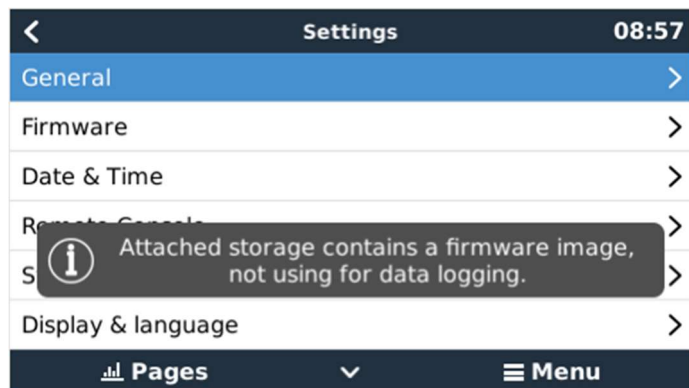 Settings 08:57
General
Firmware
Date & Time
Attached storage contains a firmware image,
not using for data logging.
Display & language
Pages Menu